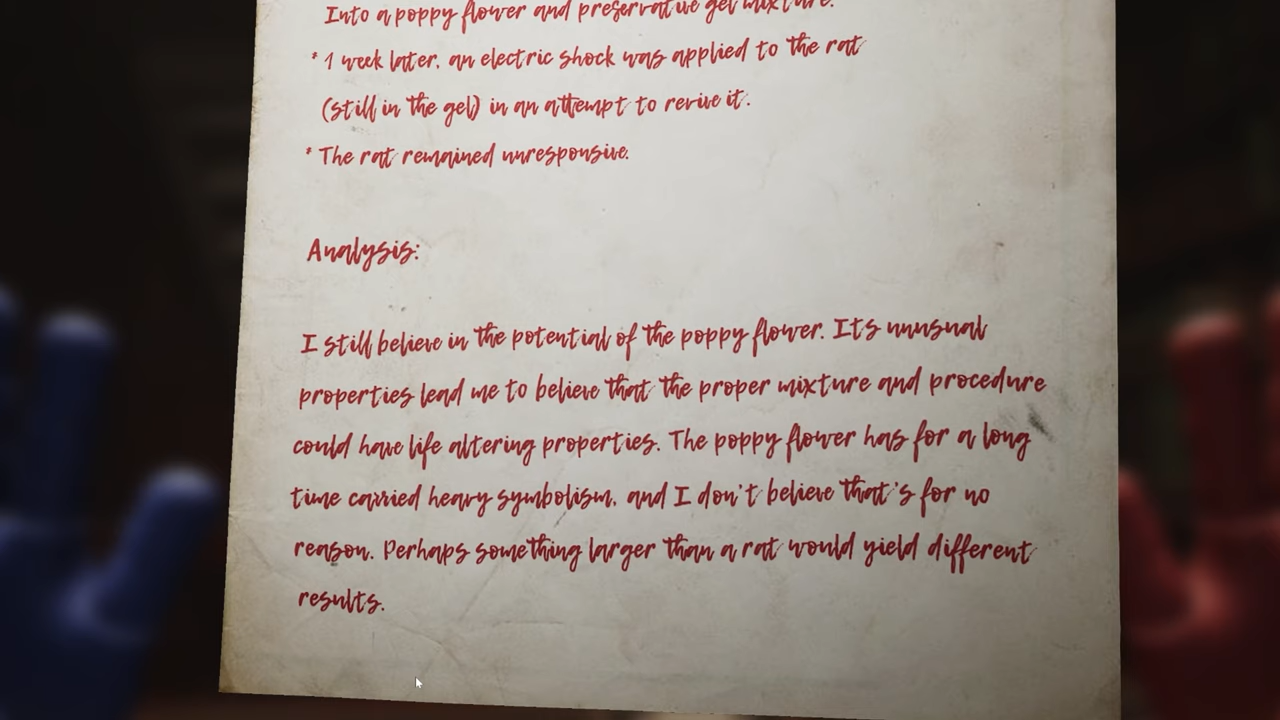 Into a poppy flower and preservative gel mixture.
* 1 week later, an electric shock was applied to the rat
(still in the gel) in an attempt to revive it.
* The rat remained unresponsive.
Analysis:
I still believe in the potential of the poppy flower. Its unusual
properties lead me to believe that the proper mixture and procedure
could have life altering properties. The poppy flower has for a long
time carried heavy symbolism, and I don't believe that's for no
reason. Perhaps something larger than a rat would yield different
results.